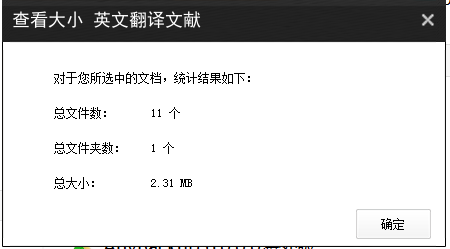 查看大小 英文翻译文献
对于您所选中的文档，统计结果如下：
总文件数： 11 个
总文件夹数： 1 个
总大小： 2.31 MB
确定